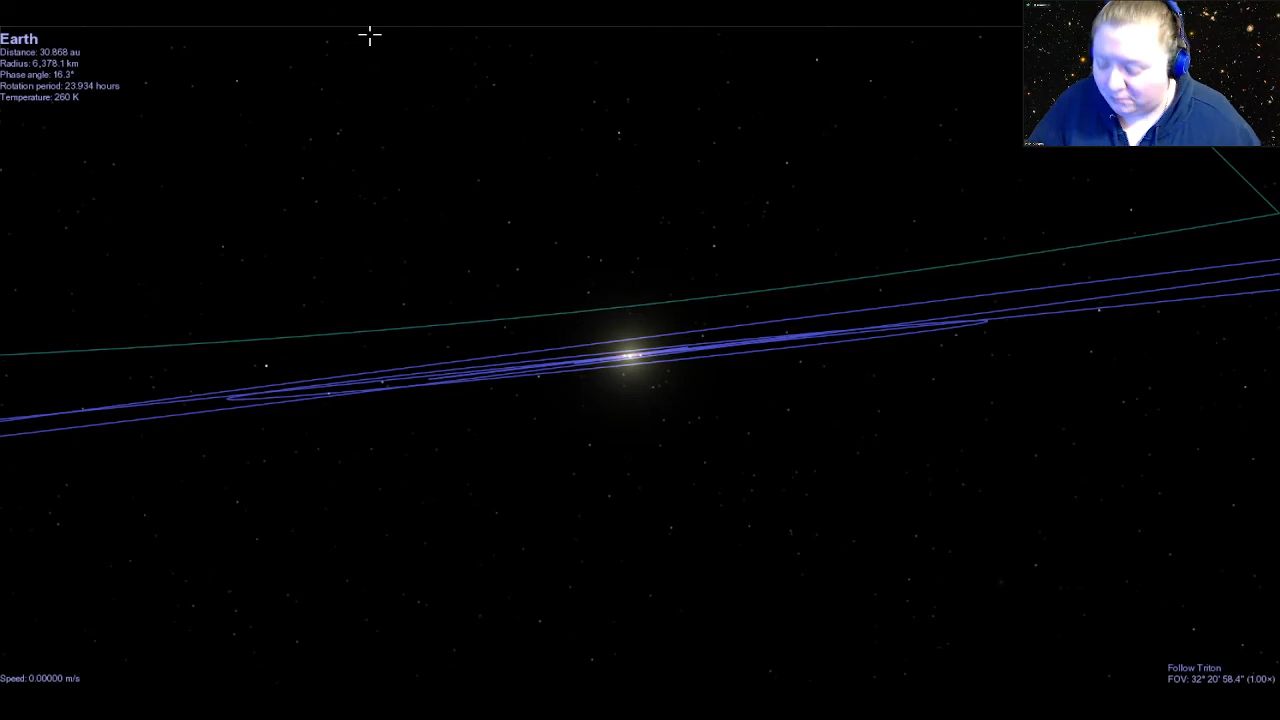 Earth
Distance: 30.868 au
Radius: 6,378.1 km
Phase angle: 16.3°
Rotation period: 23.934 hours
Temperature: 260 K
Speed: 0.00000 m/s
Follow Triton
FOV: 32° 20' 58.4" (1.00×)